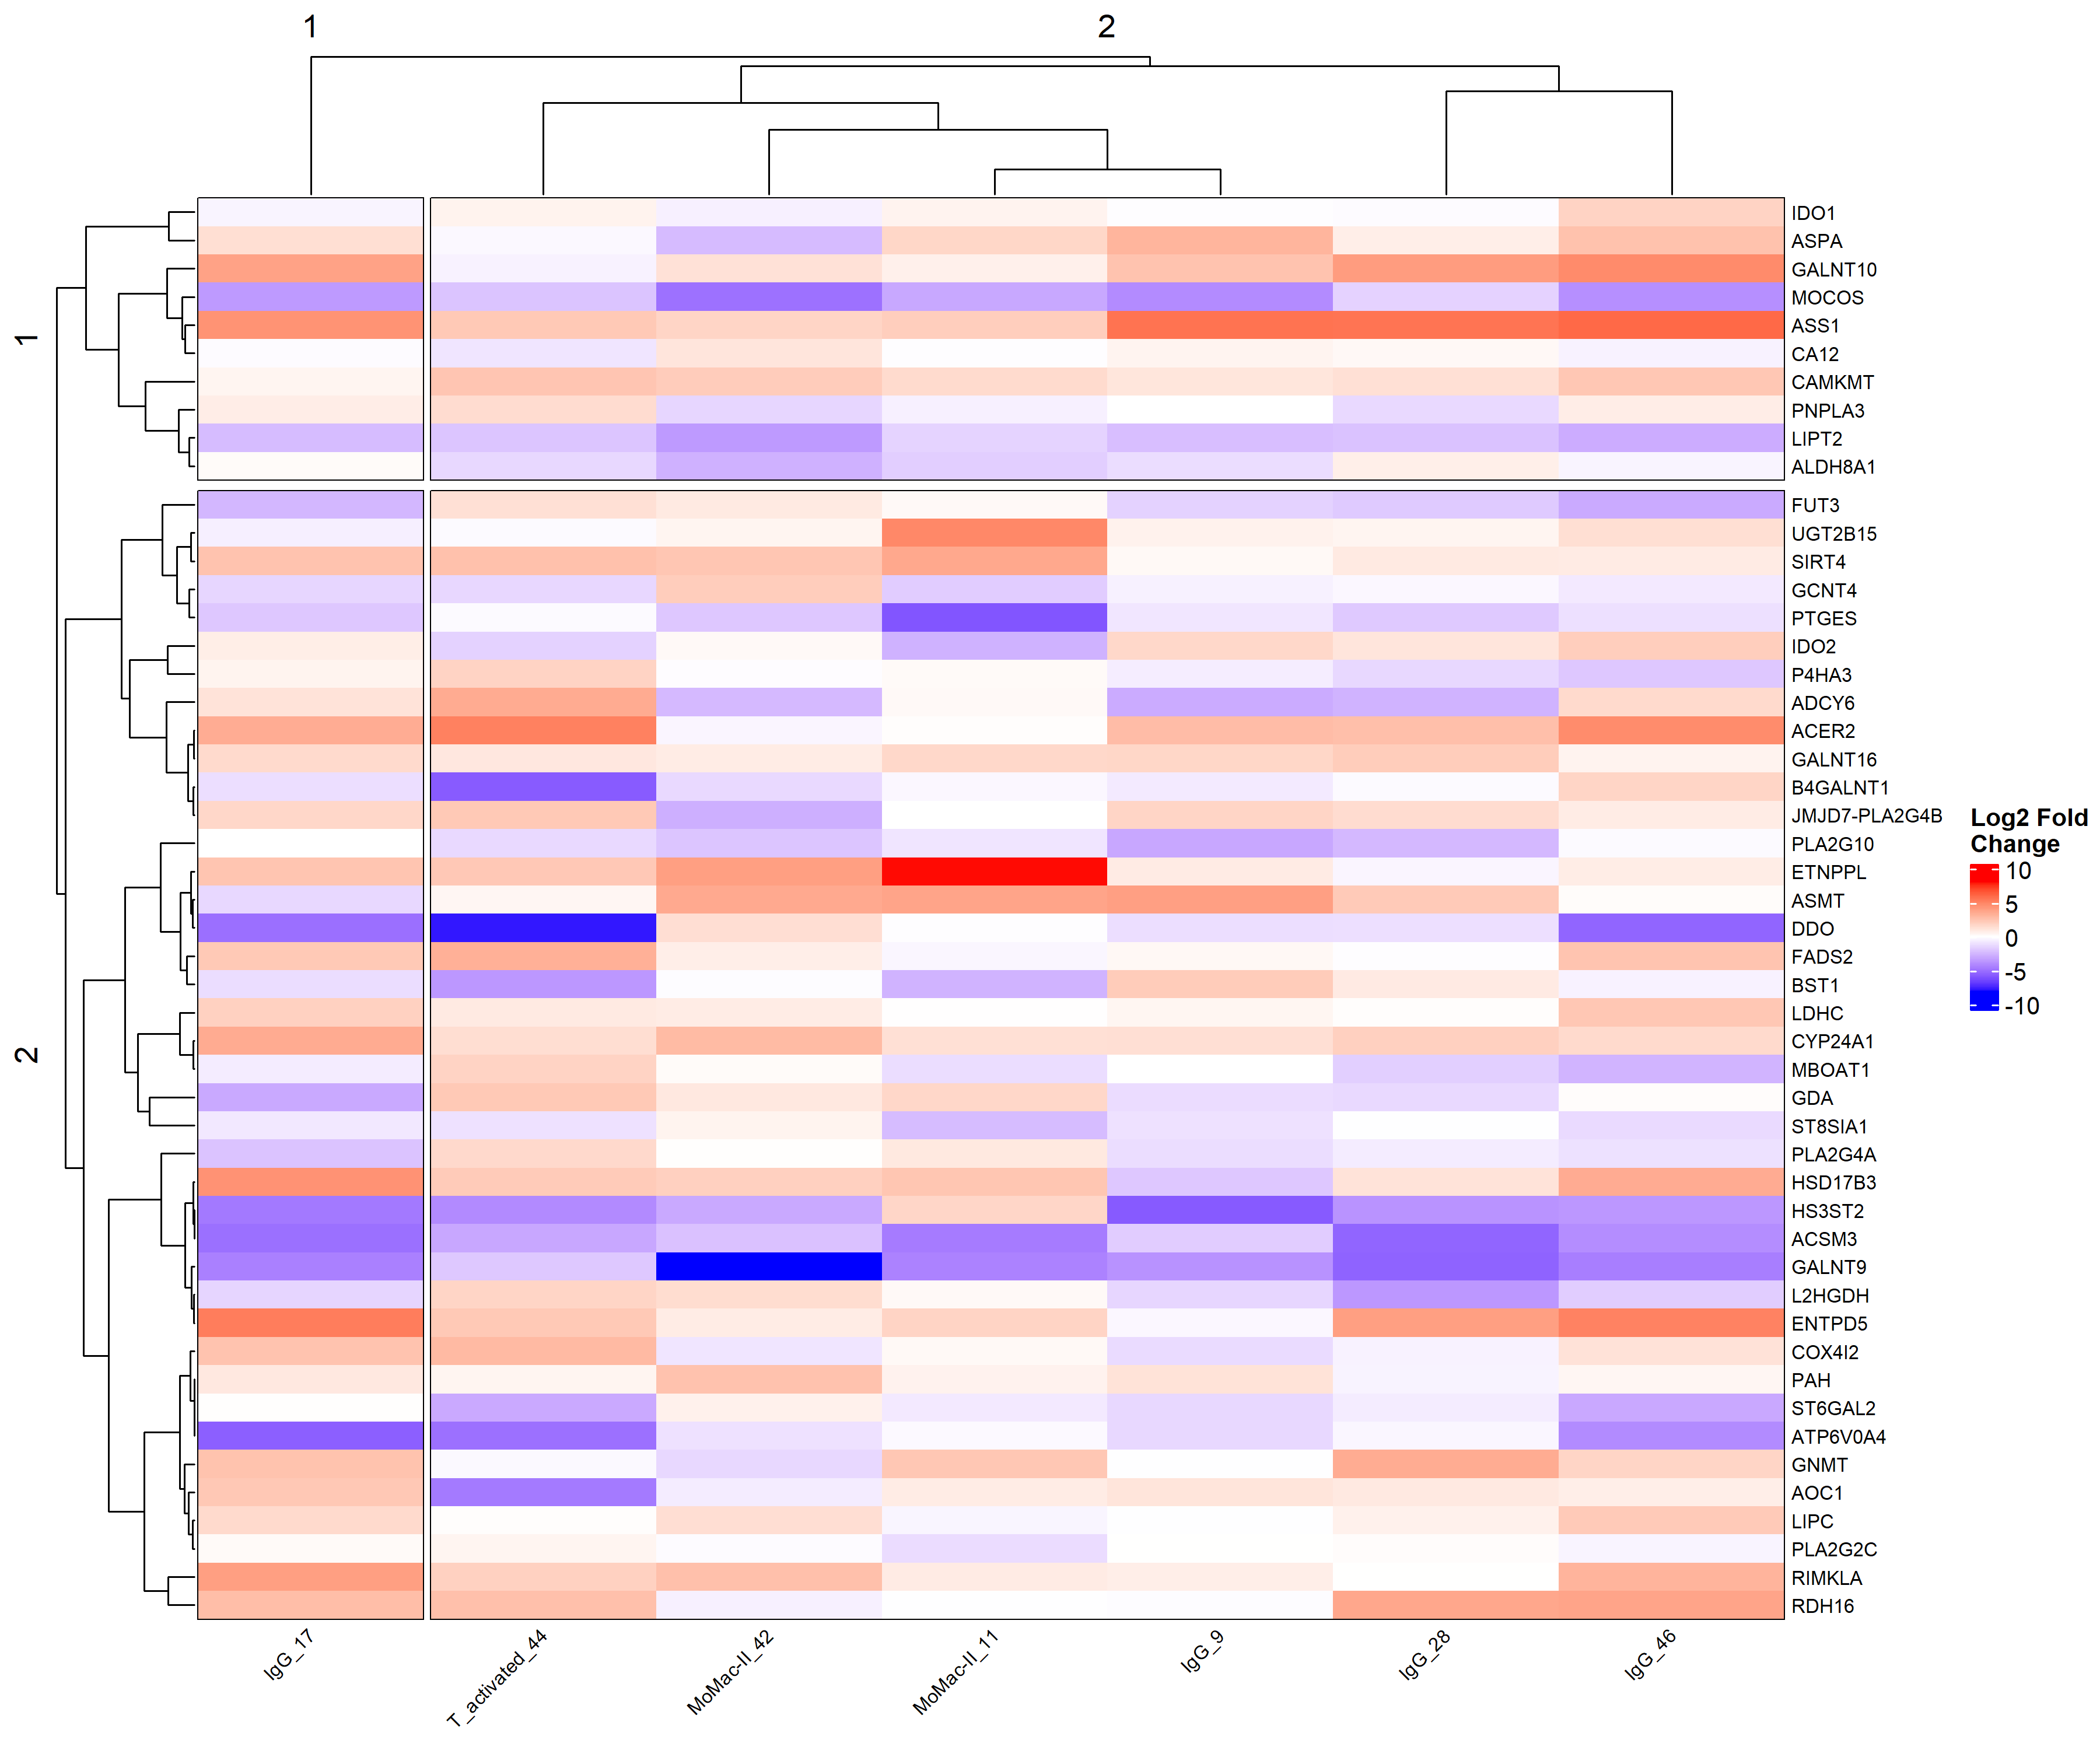 1
2
1
2
IDO1
ASPA
GALNT10
MOCOS
ASS1
CA12
CAMKMT
PNPLA3
LIPT2
ALDH8A1
FUT3
UGT2B15
SIRT4
GCNT4
PTGES
IDO2
P4HA3
ADCY6
ACER2
GALNT16
B4GALNT1
JMJD7-PLA2G4B
PLA2G10
ETNPPL
ASMT
DDO
FADS2
BST1
LDHC
CYP24A1
MBOAT1
GDA
ST8SIA1
PLA2G4A
HSD17B3
HS3ST2
ACSM3
GALNT9
L2HGDH
ENTPD5
COX4I2
PAH
ST6GAL2
ATP6V0A4
GNMT
AOC1
LIPC
PLA2G2C
RIMKLA
RDH16
Log2 Fold
Change
10
5
0
-5
-10
IgG_17
T_activated_44
MoMac-II_42
MoMac-II_11
IgG_9
IgG_28
IgG_46